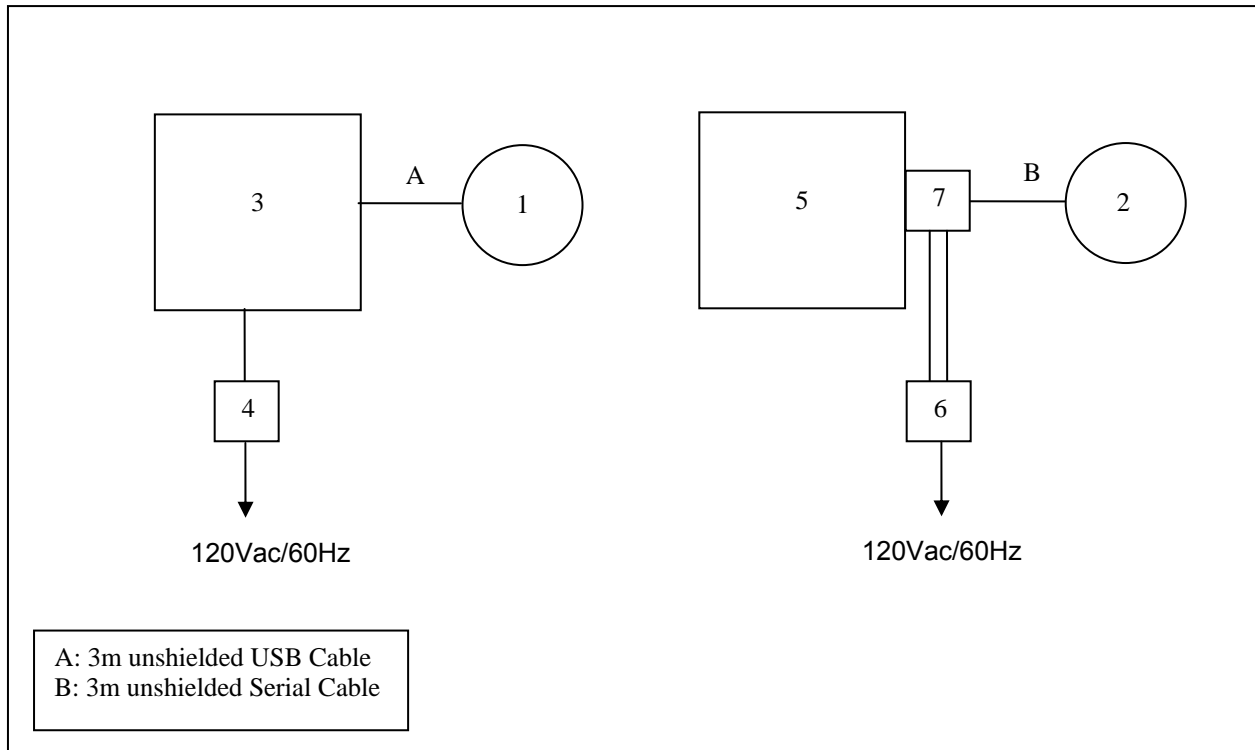 A
B
3
1
5
7
2
4
6
120Vac/60Hz
120Vac/60Hz
A: 3m unshielded USB Cable
B: 3m unshielded Serial Cable